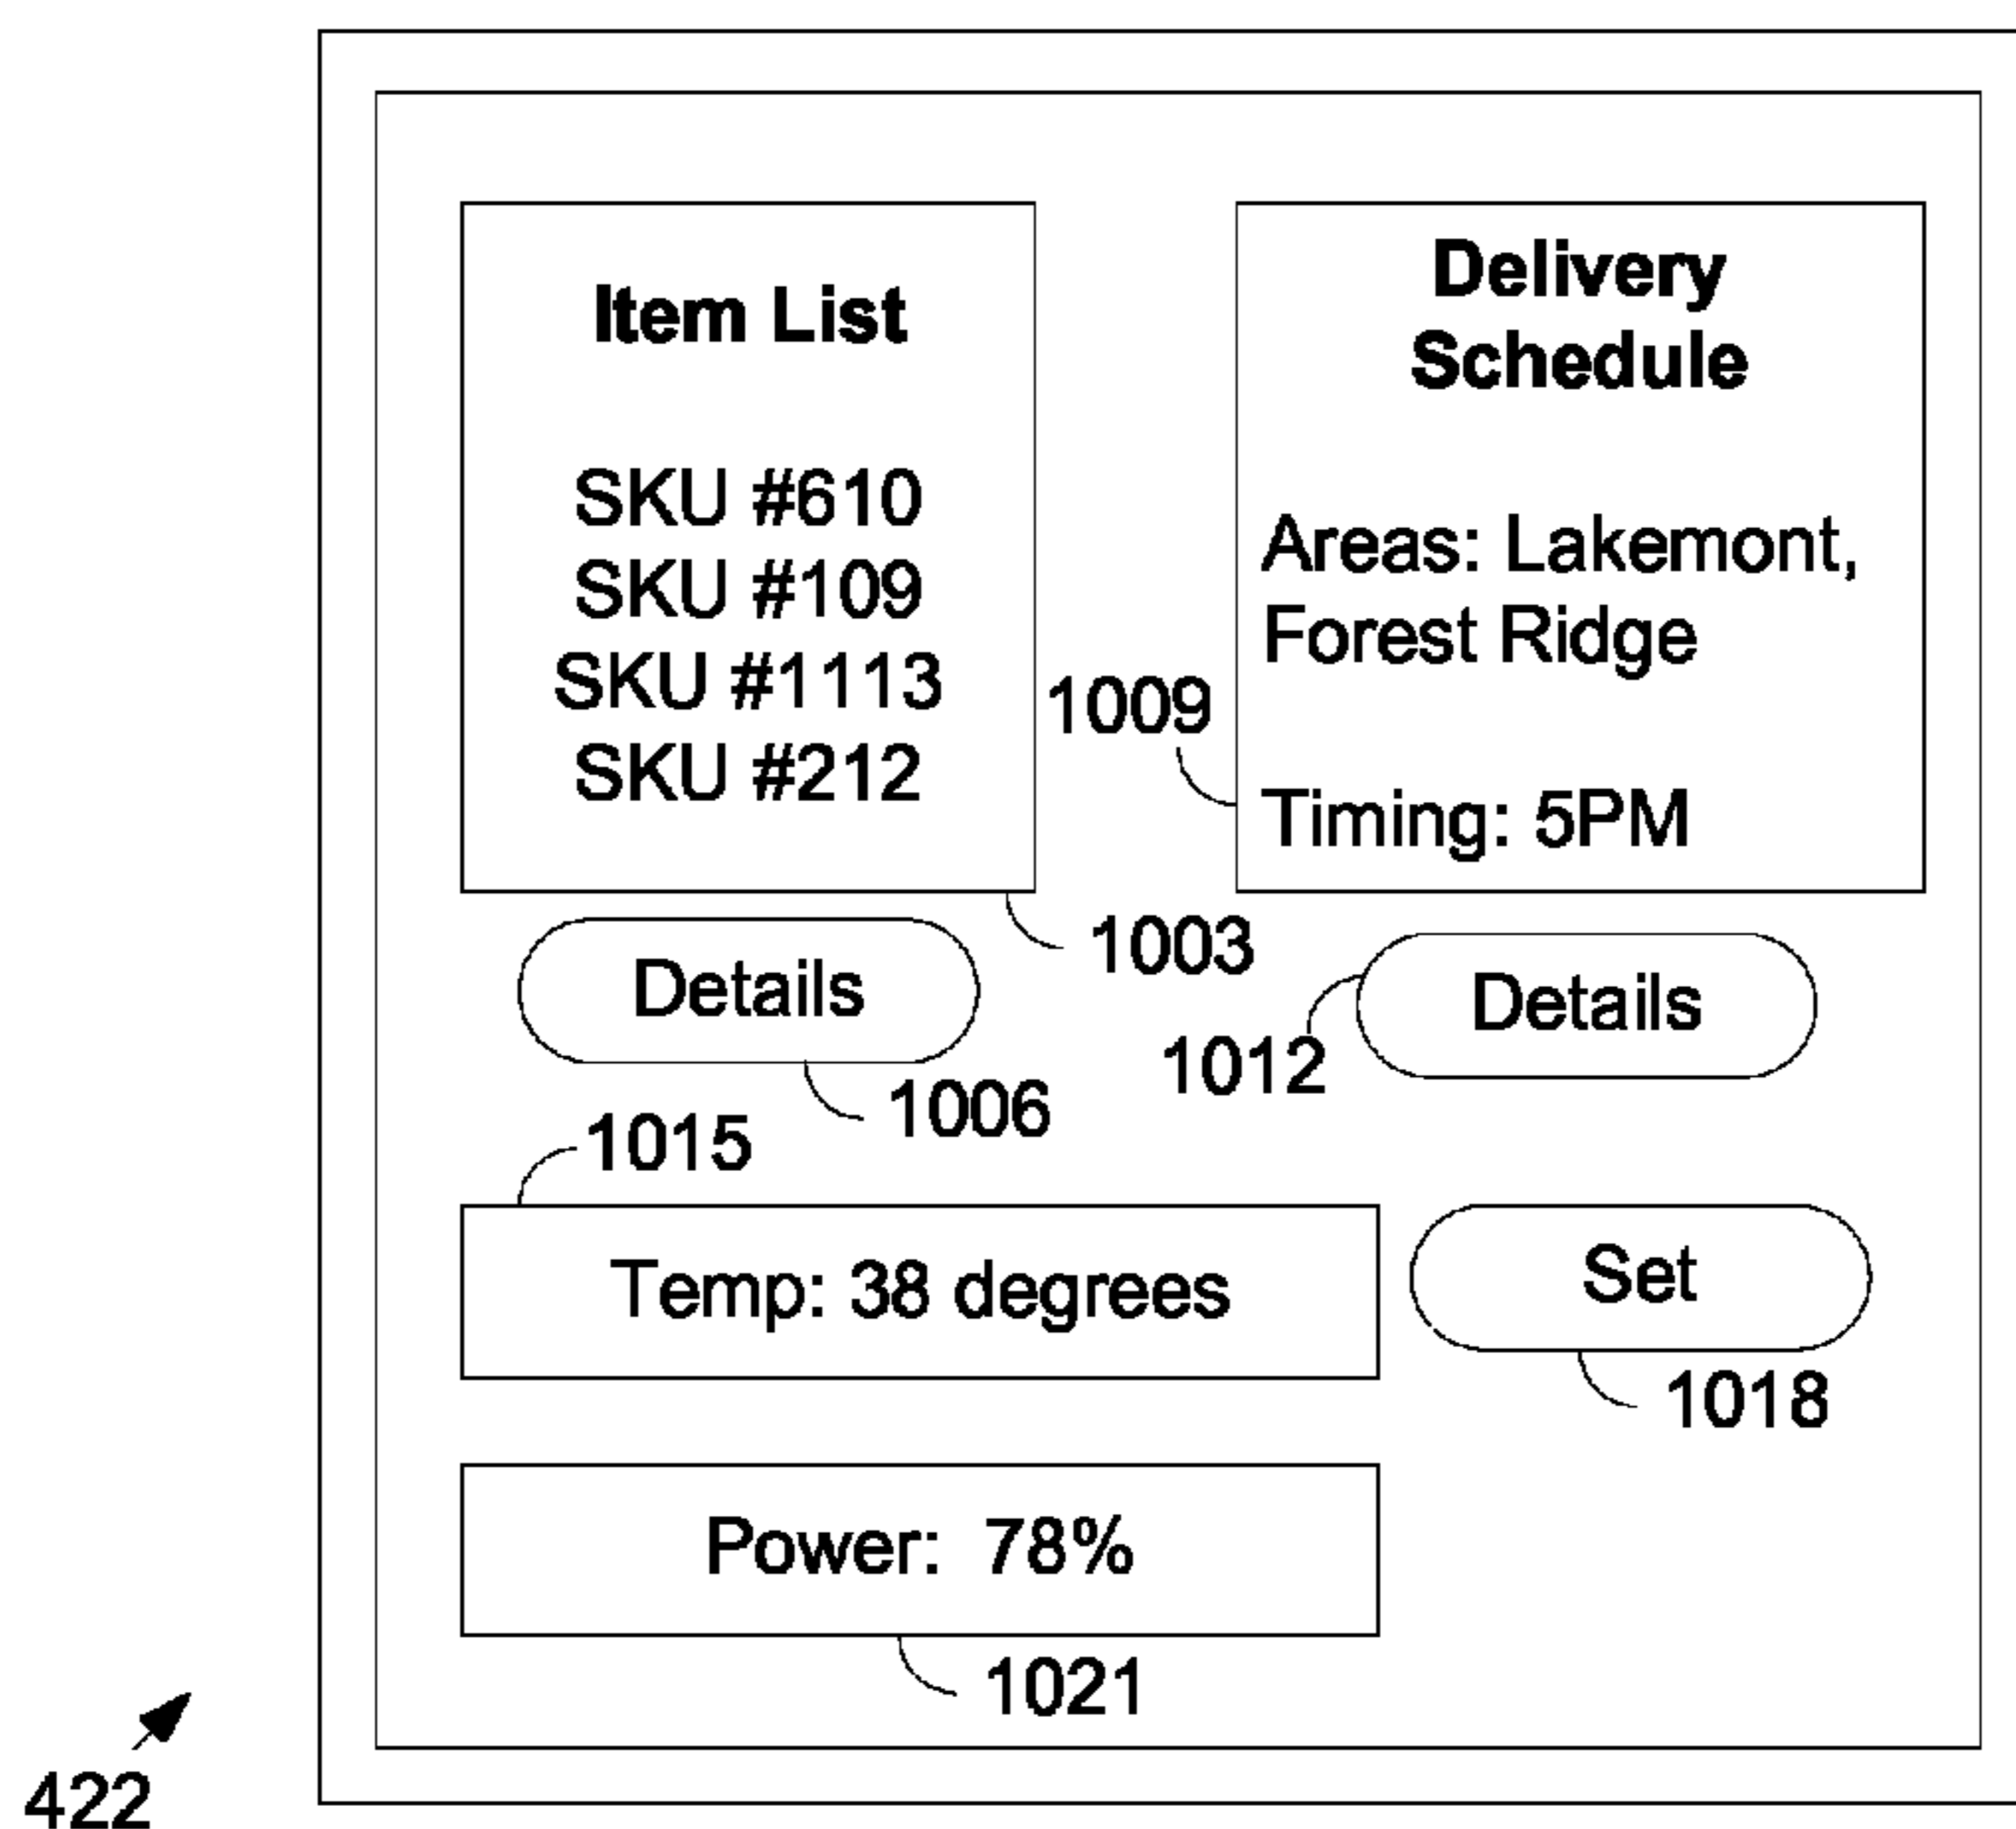 Item List
SKU #610
SKU #109
SKU #1113
SKU #212
1003
Details
1006
Delivery
Schedule
Areas: Lakemont,
Forest Ridge
Timing: 5PM
1009
Details
1012
1015
Temp: 38 degrees
Set
1018
Power:  78%
1021
422